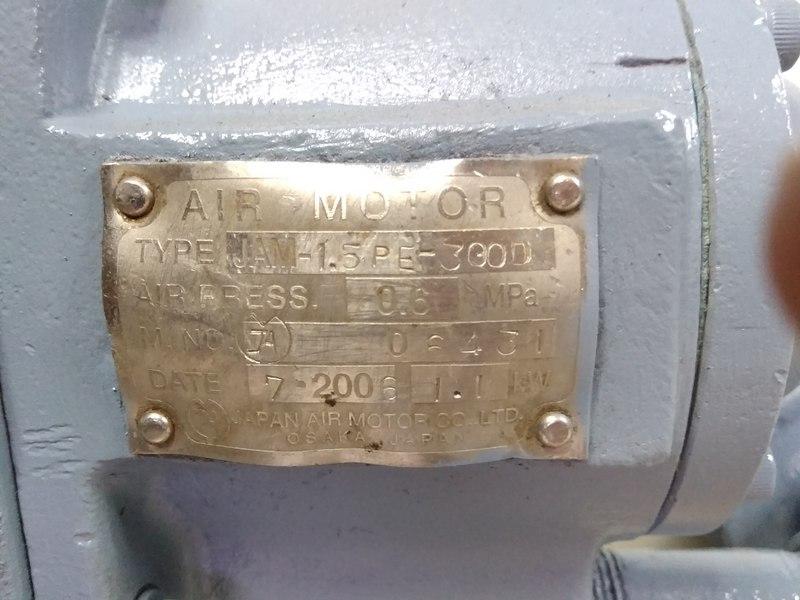 AIR MOTOR
TYPE JAM-1.5PE-300D
AIR PRESS. 0.6 MPa
M. NO. JA
DATE 7-2006 1.1 kW
JAPAN AIR MOTOR CO. LTD.
OSAKA, JAPAN